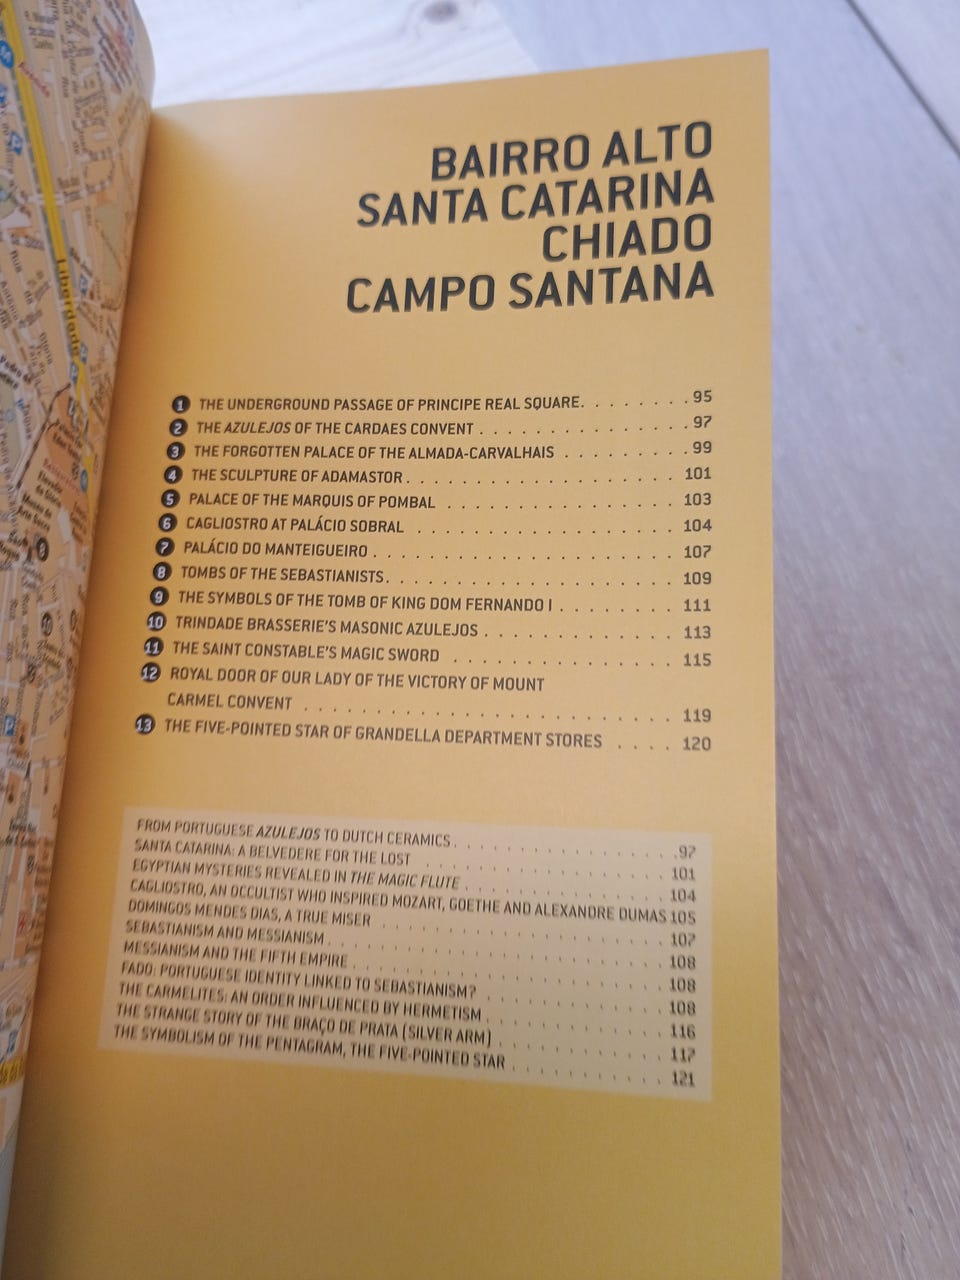 BAIRRO ALTO
SANTA CATARINA
CHIADO
CAMPO SANTANA
1 THE UNDERGROUND PASSAGE OF PRINCIPE REAL SQUARE. . . . . . . . 95
2 THE AZULEJOS OF THE CARDAES CONVENT . . . . . . . . . . . . . . 97
3 THE FORGOTTEN PALACE OF THE ALMADA-CARVALHAIS . . . . . . . . 99
4 THE SCULPTURE OF ADAMASTOR . . . . . . . . . . . . . . . . . . 101
5 PALACE OF THE MARQUIS OF POMBAL . . . . . . . . . . . . . . . 103
6 CAGLIOSTRO AT PALÁCIO SOBRAL . . . . . . . . . . . . . . . . 104
7 PALÁCIO DO MANTEIGUEIRO . . . . . . . . . . . . . . . . . . . 107
8 TOMBS OF THE SEBASTIANISTS . . . . . . . . . . . . . . . . . . 109
9 THE SYMBOLS OF THE TOMB OF KING DOM FERNANDO I . . . . . . . . 111
10 TRINDADE BRASSERIE'S MASONIC AZULEJOS . . . . . . . . . . . . 113
11 THE SAINT CONSTABLE'S MAGIC SWORD . . . . . . . . . . . . . . 115
12 ROYAL DOOR OF OUR LADY OF THE VICTORY OF MOUNT
CARMEL CONVENT . . . . . . . . . . . . . . . . . . . . . . . 119
13 THE FIVE-POINTED STAR OF GRANDELLA DEPARTMENT STORES . . . . 120
FROM PORTUGUESE AZULEJOS TO DUTCH CERAMICS . . . . . . . . . . . . . . 97
SANTA CATARINA: A BELVEDERE FOR THE LOST . . . . . . . . . . . . . . . 101
EGYPTIAN MYSTERIES REVEALED IN THE MAGIC FLUTE . . . . . . . . . . . . 104
CAGLIOSTRO, AN OCCULTIST WHO INSPIRED MOZART, GOETHE AND ALEXANDRE DUMAS 105
DOMINGOS MENDES DIAS, A TRUE MISER . . . . . . . . . . . . . . . . . . 107
SEBASTIANISM AND MESSIANISM . . . . . . . . . . . . . . . . . . . . . 108
MESSIANISM AND THE FIFTH EMPIRE . . . . . . . . . . . . . . . . . . . 108
FADO: PORTUGUESE IDENTITY LINKED TO SEBASTIANISM? . . . . . . . . . . 108
THE CARMELITES: AN ORDER INFLUENCED BY HERMETISM . . . . . . . . . . . 116
THE STRANGE STORY OF THE BRAÇO DE PRATA (SILVER ARM) . . . . . . . . . 117
THE SYMBOLISM OF THE PENTAGRAM, THE FIVE-POINTED STAR . . . . . . . . 121
Liberdade